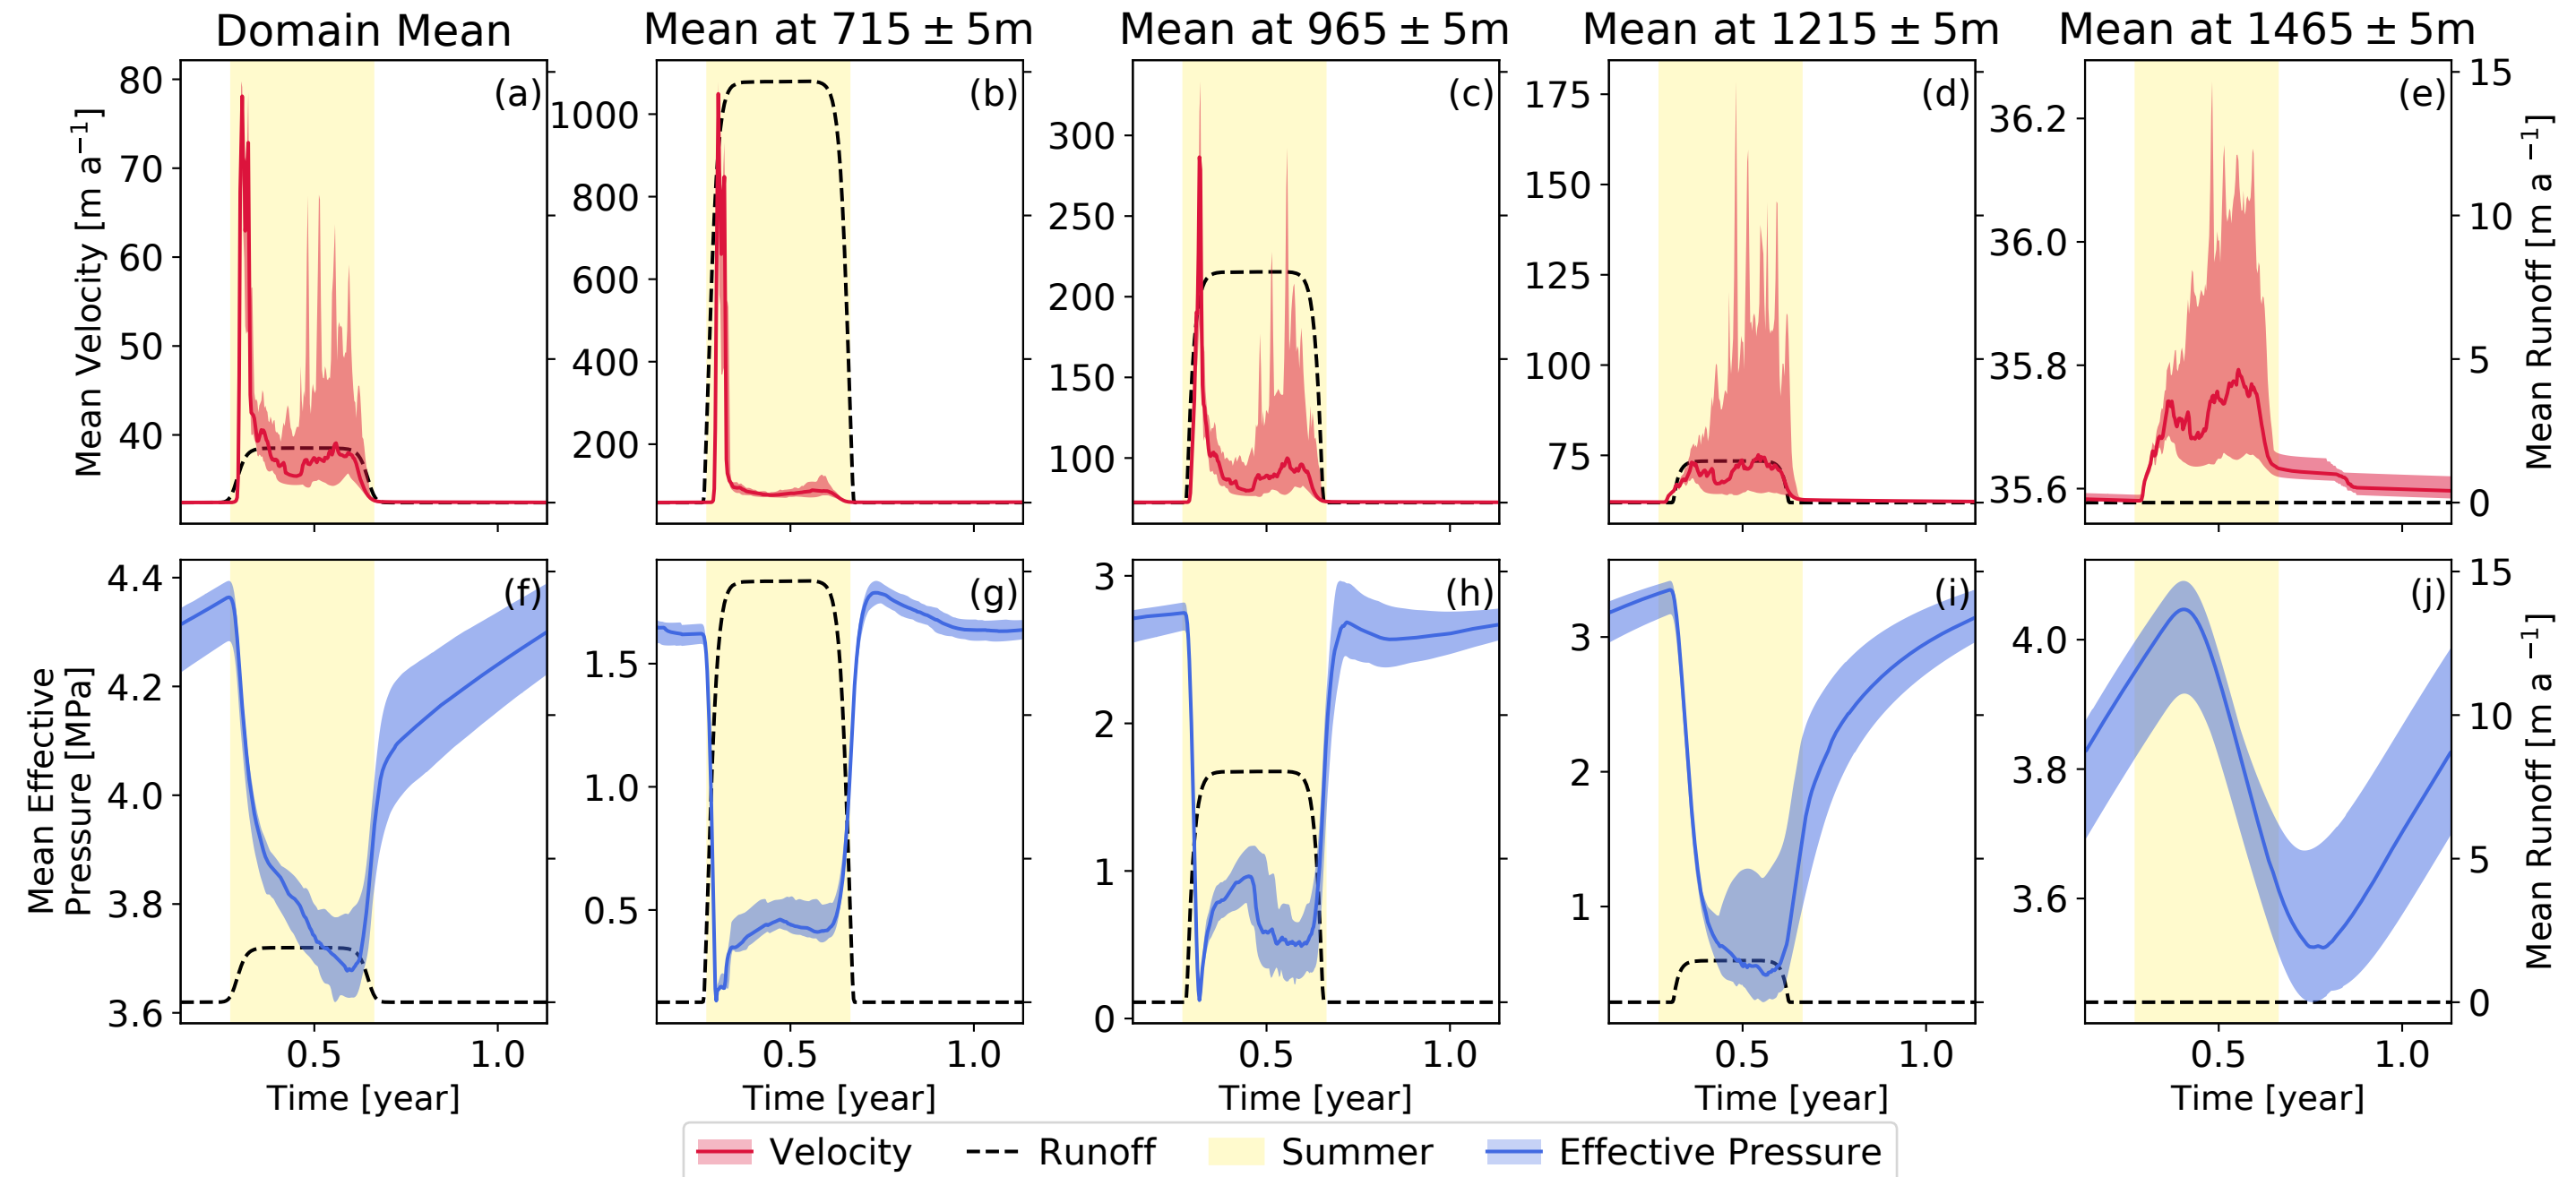 Domain Mean
Mean at 715 ± 5m
Mean at 965 ± 5m
Mean at 1215 ± 5m
Mean at 1465 ± 5m
Mean Velocity [m a⁻¹]
80
70
60
50
40
(a)
1000
800
600
400
200
(b)
300
250
200
150
100
(c)
175
150
125
100
75
(d)
36.2
36.0
35.8
35.6
(e)
15
10
5
0
Mean Runoff [m a ⁻¹]
Mean Effective
Pressure [MPa]
4.4
4.2
4.0
3.8
3.6
(f)
0.5
1.0
Time [year]
1.5
1.0
0.5
(g)
0.5
1.0
Time [year]
3
2
1
0
(h)
0.5
1.0
Time [year]
3
2
1
(i)
0.5
1.0
Time [year]
4.0
3.8
3.6
(j)
0.5
1.0
Time [year]
15
10
5
0
Mean Runoff [m a ⁻¹]
Velocity
Runoff
Summer
Effective Pressure